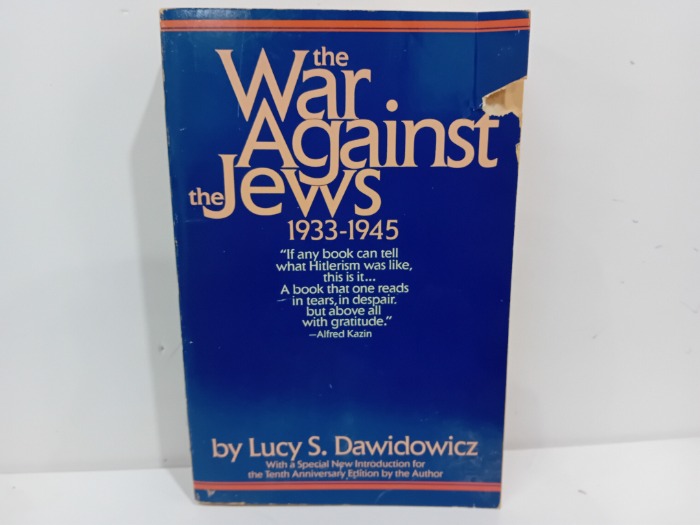 the
War
Against
the Jews
1933-1945
“If any book can tell
what Hitlerism was like,
this is it...
A book that one reads
in tears, in despair.
but above all
with gratitude.”
—Alfred Kazin
by Lucy S. Dawidowicz
With a Special New Introduction for
the Tenth Anniversary Edition by the Author